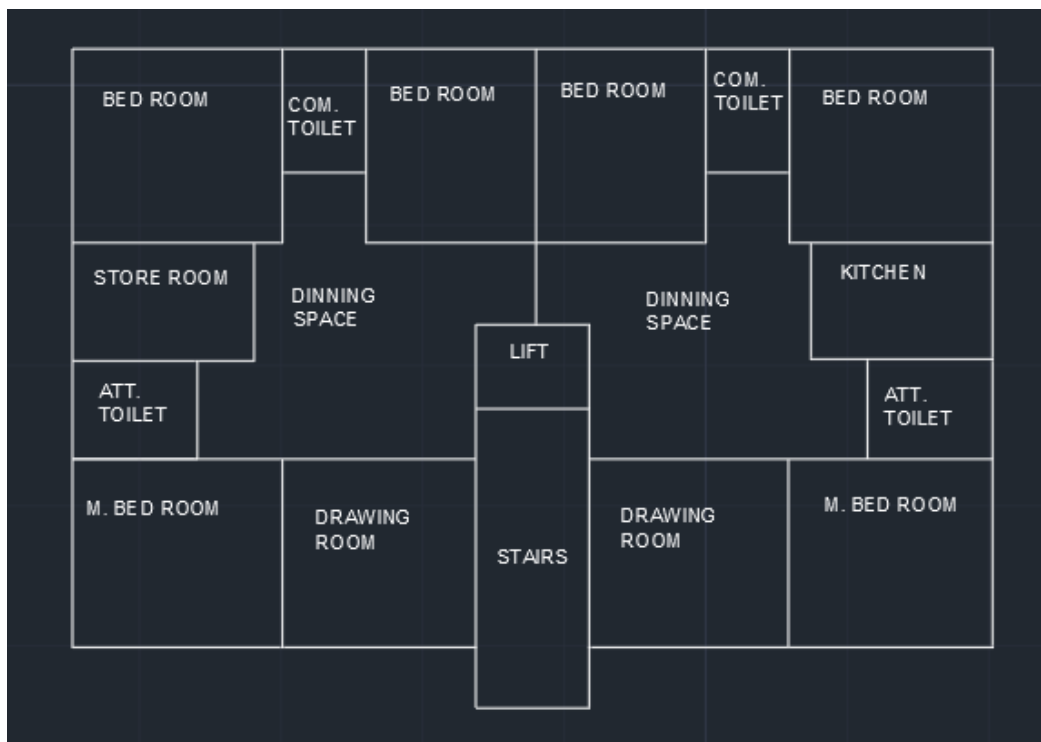 BED ROOM
COM.
TOILET
BED ROOM
BED ROOM
COM.
TOILET
BED ROOM
STORE ROOM
DINNING
SPACE
DINNING
SPACE
KITCHEN
LIFT
ATT.
TOILET
ATT.
TOILET
M. BED ROOM
DRAWING
ROOM
STAIRS
DRAWING
ROOM
M. BED ROOM